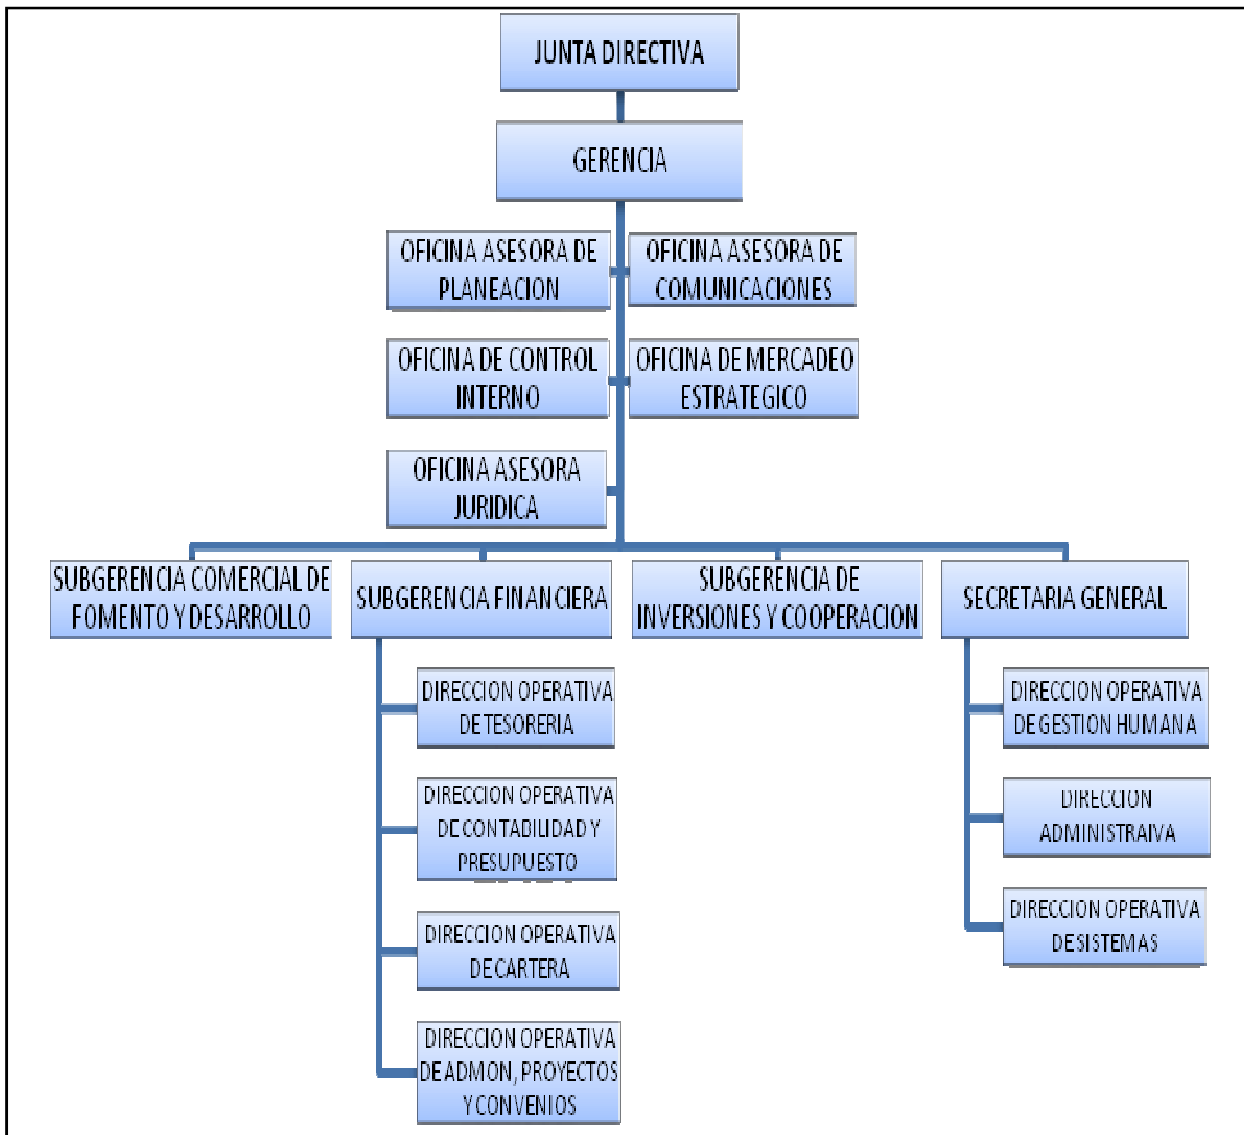 JUNTA DIRECTIVA
GERENCIA
OFICINA ASESORA DE
PLANEACION
OFICINA ASESORA DE
COMUNICACIONES
OFICINA DE CONTROL
INTERNO
OFICINA DE MERCADEO
ESTRATEGICO
OFICINA ASESORA
JURIDICA
SUBGERENCIA COMERCIAL DE
FOMENTO Y DESARROLLO
SUBGERENCIA FINANCIERA
SUBGERENCIA DE
INVERSIONES Y COOPERACION
SECRETARIA GENERAL
DIRECCION OPERATIVA
DE TESORERIA
DIRECCION OPERATIVA
DE CONTABILIDAD Y
PRESUPUESTO
DIRECCION OPERATIVA
DE CARTERA
DIRECCION OPERATIVA
DE ADMON, PROYECTOS
Y CONVENIOS
DIRECCION OPERATIVA
DE GESTION HUMANA
DIRECCION
ADMINISTRAIVA
DIRECCION OPERATIVA
DE SISTEMAS